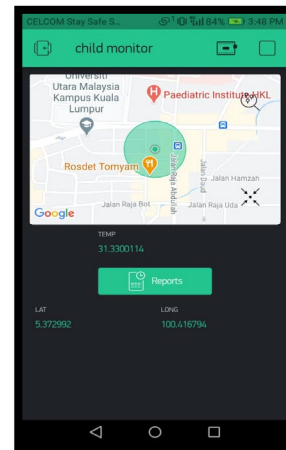 CELCOM Stay Safe S... 84% 3:48 PM
child monitor
Universiti
Utara Malaysia
Kampus Kuala
Lumpur
Paediatric Institute HKL
Rosdet Tomyam
Jalan Raja Abdullah
Jalan Daud
Jalan Hamzah
Jalan Raja Bot
Jalan Raja Uda
Google
TEMP
31.3300114
Reports
LAT LONG
5.372992 100.416794